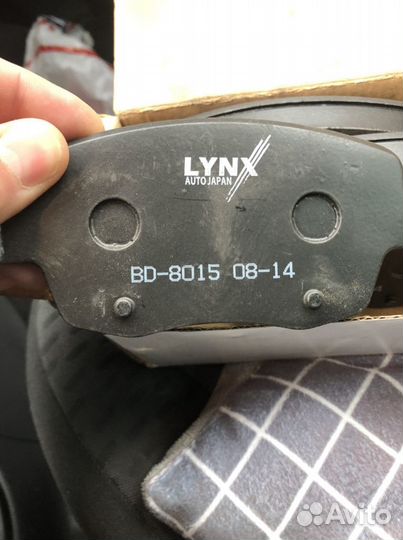 LYNX
AUTO JAPAN
BD-8015 08-14
Avito